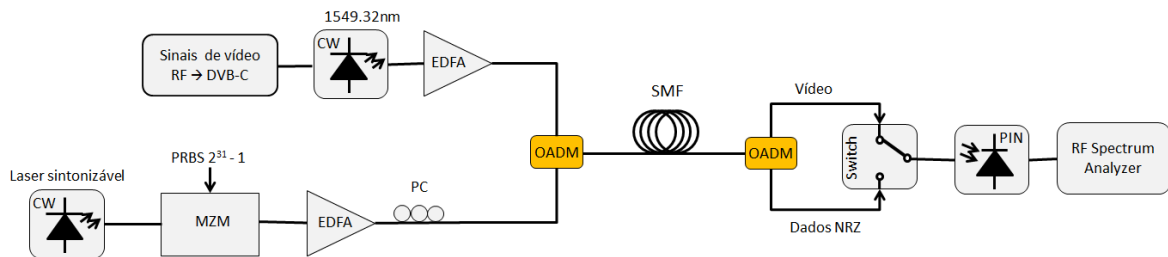 1549.32nm
Sinais de vídeo
RF → DVB-C
CW
EDFA
SMF
Vídeo
OADM
OADM
Switch
PIN
RF Spectrum
Analyzer
PRBS 2³¹ - 1
Laser sintonizável
CW
MZM
EDFA
PC
Dados NRZ